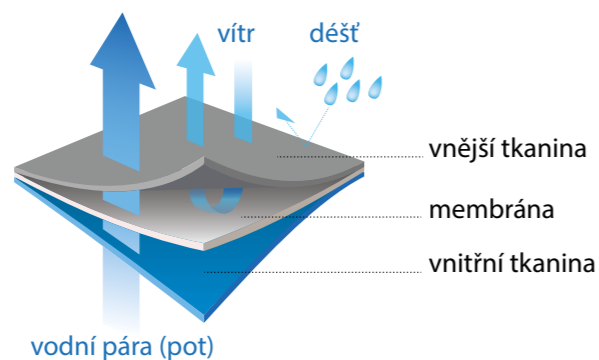 vítr
déšť
vnější tkanina
membrána
vnitřní tkanina
vodní pára (pot)